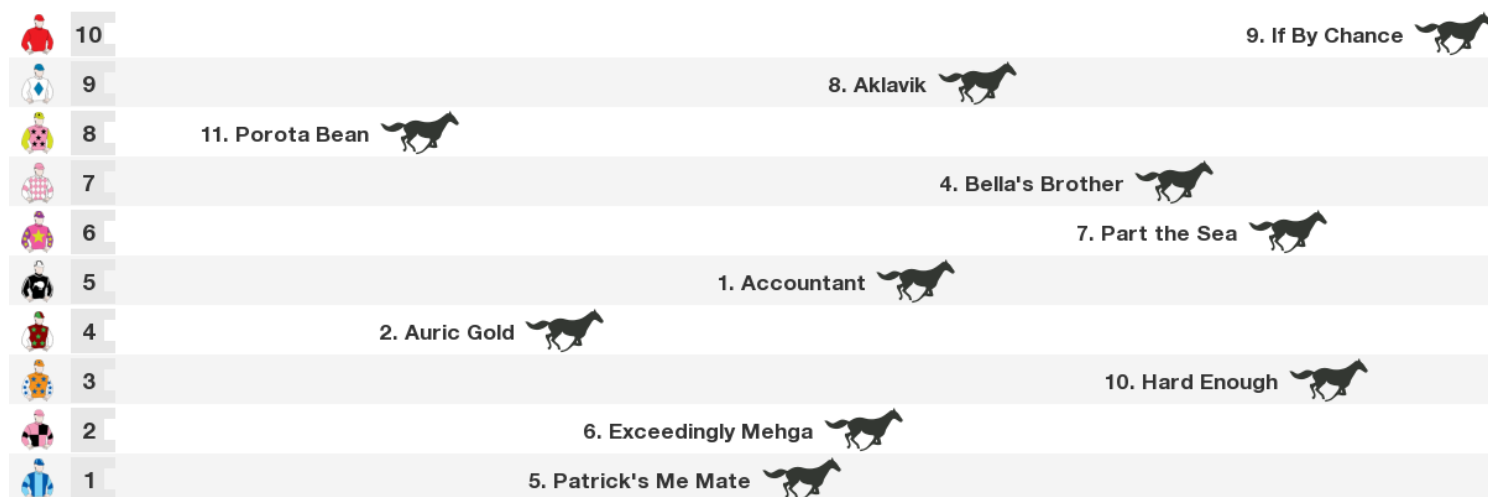 10 9. If By Chance
9 8. Aklavik
8 11. Porota Bean
7 4. Bella's Brother
6 7. Part the Sea
5 1. Accountant
4 2. Auric Gold
3 10. Hard Enough
2 6. Exceedingly Mehga
1 5. Patrick's Me Mate